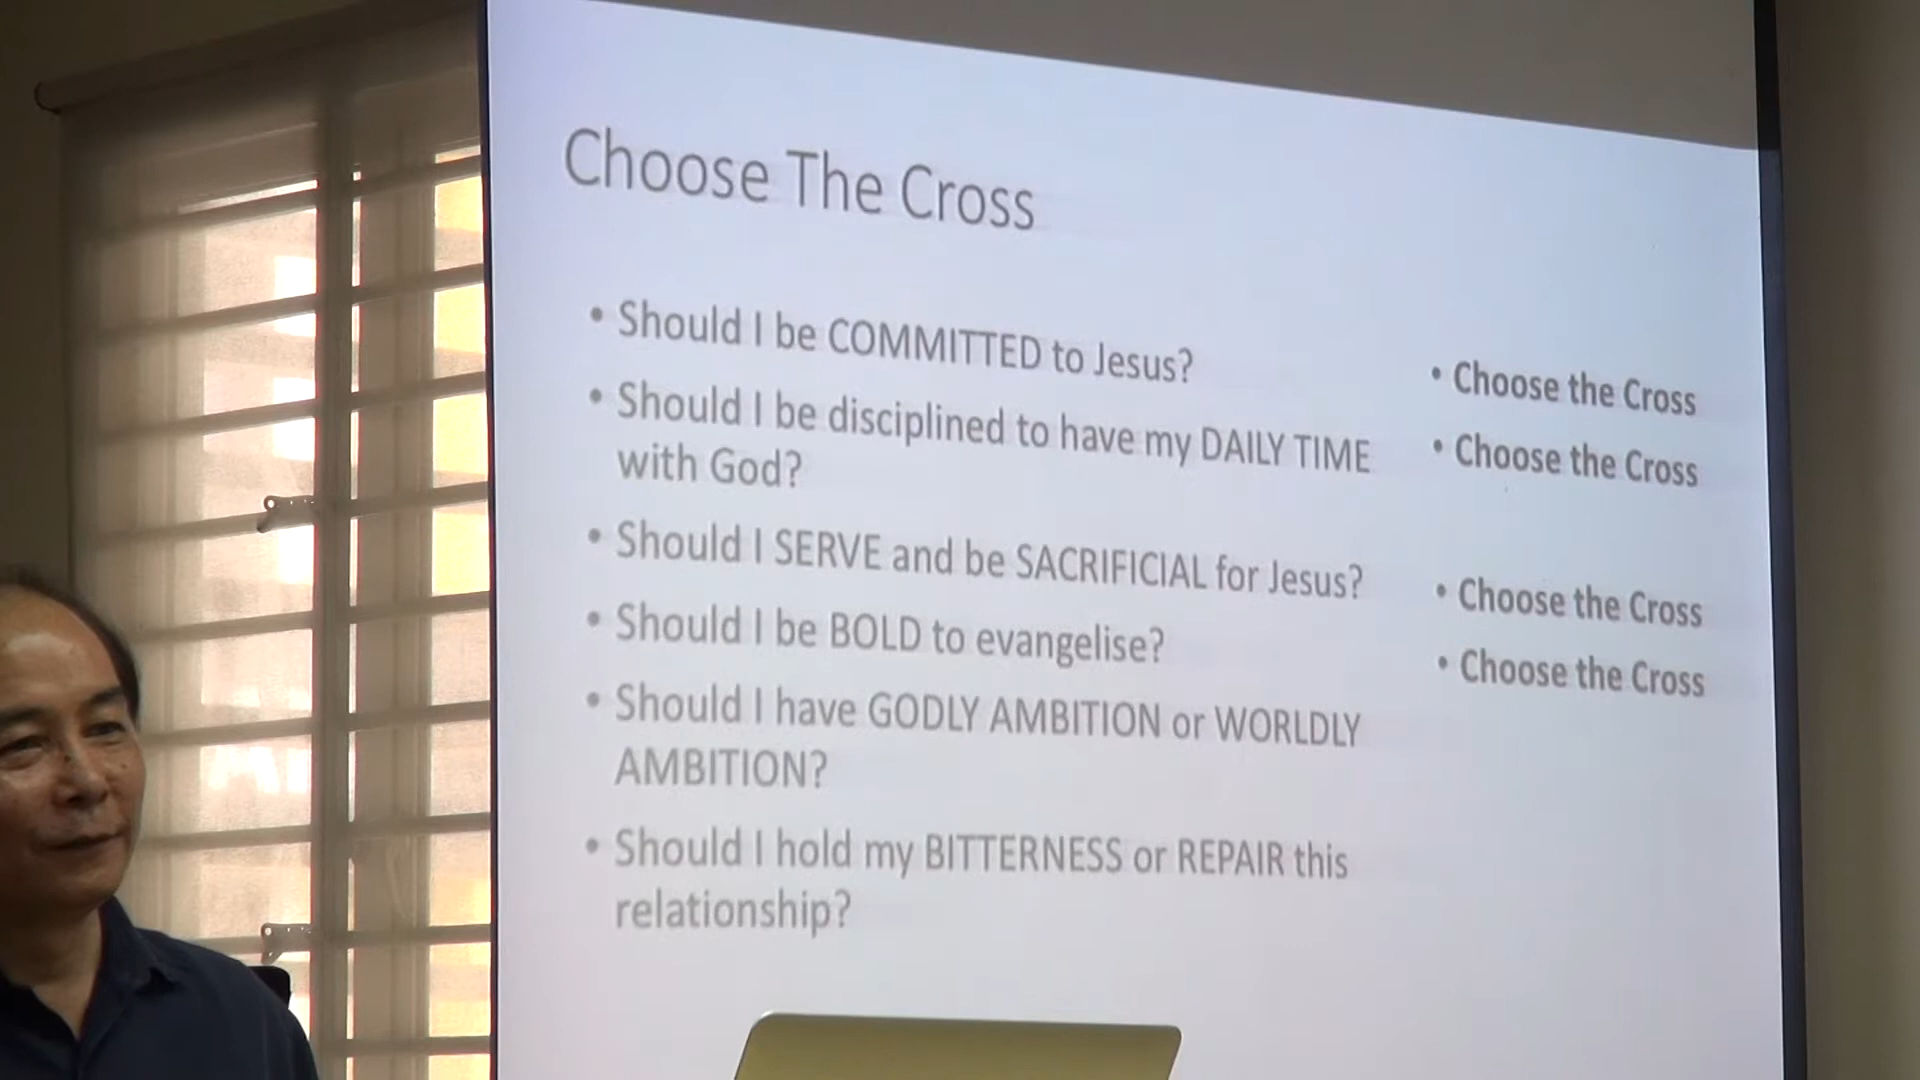 Choose The Cross
• Should I be COMMITTED to Jesus?
• Choose the Cross
• Should I be disciplined to have my DAILY TIME
with God?
• Choose the Cross
• Should I SERVE and be SACRIFICIAL for Jesus?
• Choose the Cross
• Should I be BOLD to evangelise?
• Choose the Cross
• Should I have GODLY AMBITION or WORLDLY
AMBITION?
• Should I hold my BITTERNESS or REPAIR this
relationship?